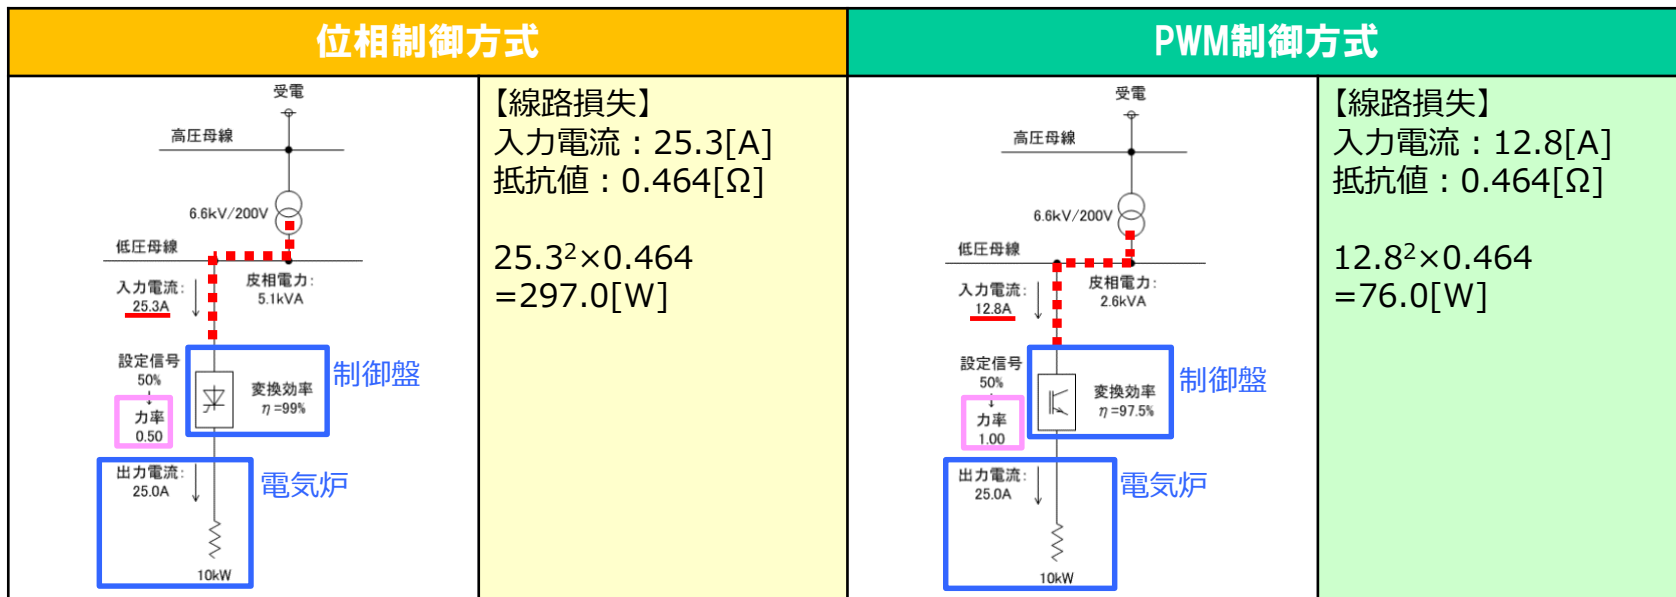 位相制御方式
受電
高圧母線
6.6kV/200V
低圧母線
入力電流:
25.3A
皮相電力:
5.1kVA
設定信号
50%
↓
力率
0.50
変換効率
η=99%
制御盤
出力電流:
25.0A
電気炉
10kW
【線路損失】
入力電流：25.3[A]
抵抗値：0.464[Ω]
25.3²×0.464
=297.0[W]
PWM制御方式
受電
高圧母線
6.6kV/200V
低圧母線
入力電流:
12.8A
皮相電力:
2.6kVA
設定信号
50%
↓
力率
1.00
変換効率
η=97.5%
制御盤
出力電流:
25.0A
電気炉
10kW
【線路損失】
入力電流：12.8[A]
抵抗値：0.464[Ω]
12.8²×0.464
=76.0[W]